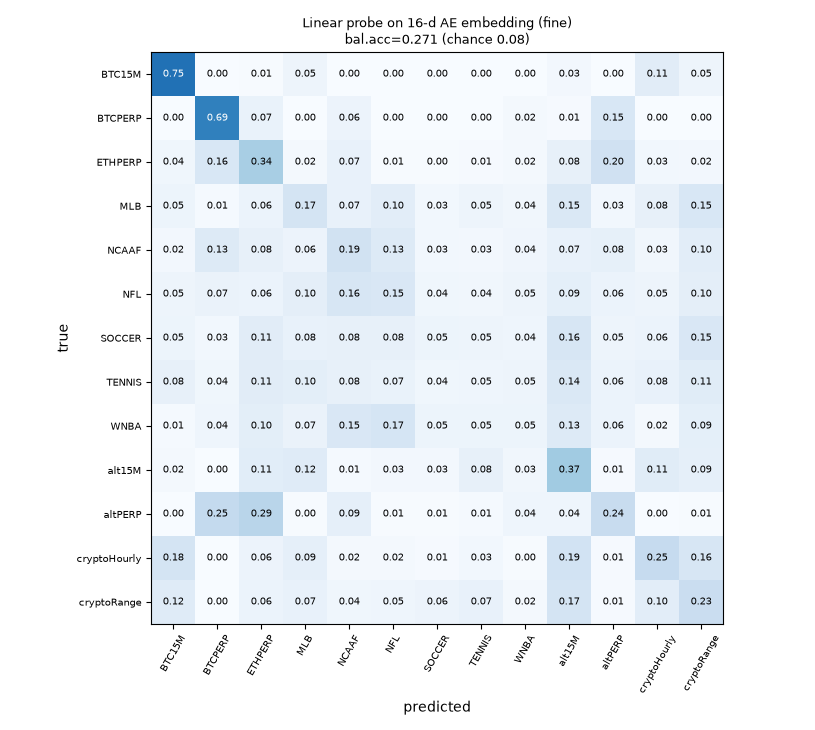 Linear probe on 16-d AE embedding (fine)
bal.acc=0.271 (chance 0.08)
true
BTC15M 0.75 0.00 0.01 0.05 0.00 0.00 0.00 0.00 0.00 0.03 0.00 0.11 0.05
BTCPERP 0.00 0.69 0.07 0.00 0.06 0.00 0.00 0.00 0.02 0.01 0.15 0.00 0.00
ETHPERP 0.04 0.16 0.34 0.02 0.07 0.01 0.00 0.01 0.02 0.08 0.20 0.03 0.02
MLB 0.05 0.01 0.06 0.17 0.07 0.10 0.03 0.05 0.04 0.15 0.03 0.08 0.15
NCAAF 0.02 0.13 0.08 0.06 0.19 0.13 0.03 0.03 0.04 0.07 0.08 0.03 0.10
NFL 0.05 0.07 0.06 0.10 0.16 0.15 0.04 0.04 0.05 0.09 0.06 0.05 0.10
SOCCER 0.05 0.03 0.11 0.08 0.08 0.08 0.05 0.05 0.04 0.16 0.05 0.06 0.15
TENNIS 0.08 0.04 0.11 0.10 0.08 0.07 0.04 0.05 0.05 0.14 0.06 0.08 0.11
WNBA 0.01 0.04 0.10 0.07 0.15 0.17 0.05 0.05 0.05 0.13 0.06 0.02 0.09
alt15M 0.02 0.00 0.11 0.12 0.01 0.03 0.03 0.08 0.03 0.37 0.01 0.11 0.09
altPERP 0.00 0.25 0.29 0.00 0.09 0.01 0.01 0.01 0.04 0.04 0.24 0.00 0.01
cryptoHourly 0.18 0.00 0.06 0.09 0.02 0.02 0.01 0.03 0.00 0.19 0.01 0.25 0.16
cryptoRange 0.12 0.00 0.06 0.07 0.04 0.05 0.06 0.07 0.02 0.17 0.01 0.10 0.23
BTC15M BTCPERP ETHPERP MLB NCAAF NFL SOCCER TENNIS WNBA alt15M altPERP cryptoHourly cryptoRange
predicted